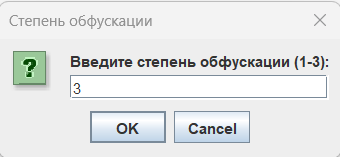 Степень обфускации
?
Введите степень обфускации (1-3):
3
OK Cancel